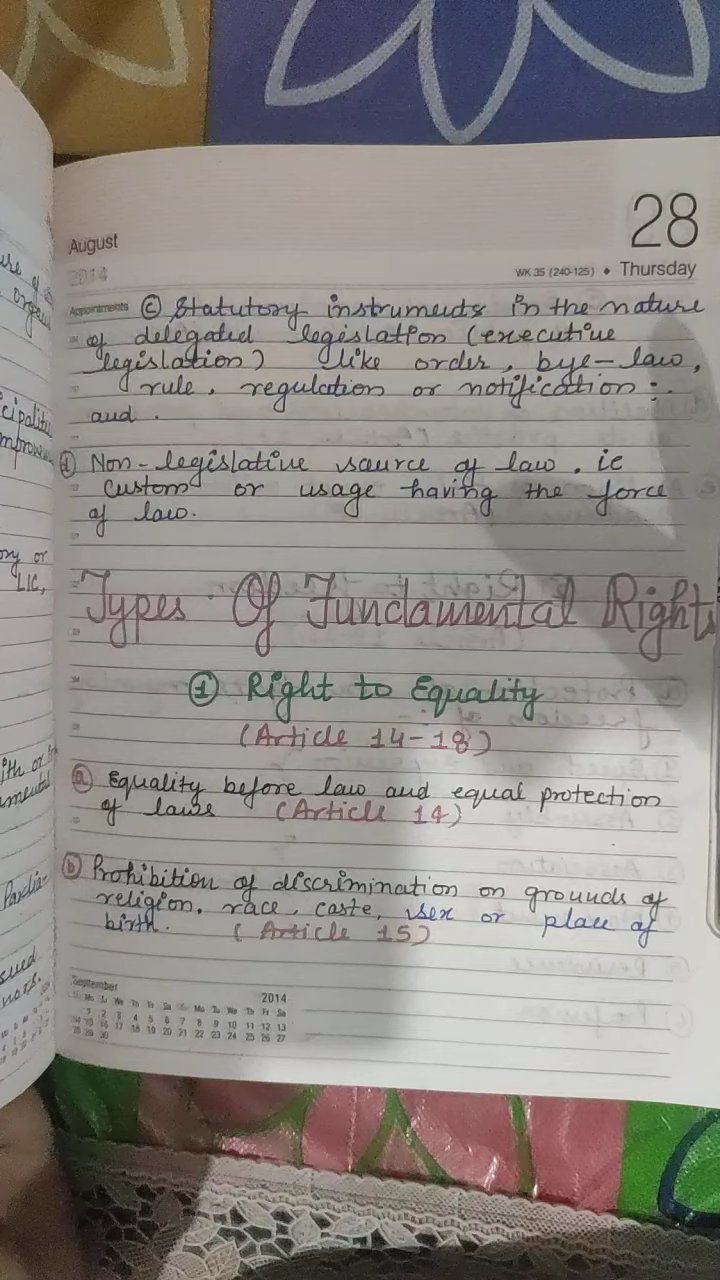 August
28
2014
WK 35 (240-125) ♦ Thursday
Appointments
ⓒ Statutory instruments in the nature
of delegated legislation (executive
legislation) like order, bye-law,
rule, regulation or notification :.
and .
ⓓ Non-legislative source of law. ie
custom or usage having the force
of law.
Types Of Fundamental Rights
① Right to Equality
(Article 14-18)
ⓐ Equality before law and equal protection
of laws (Article 14)
ⓑ Prohibition of discrimination on grounds of
religion, race, caste, sex or place of
birth. (Article 15)
September 2014
ory or
LIC,